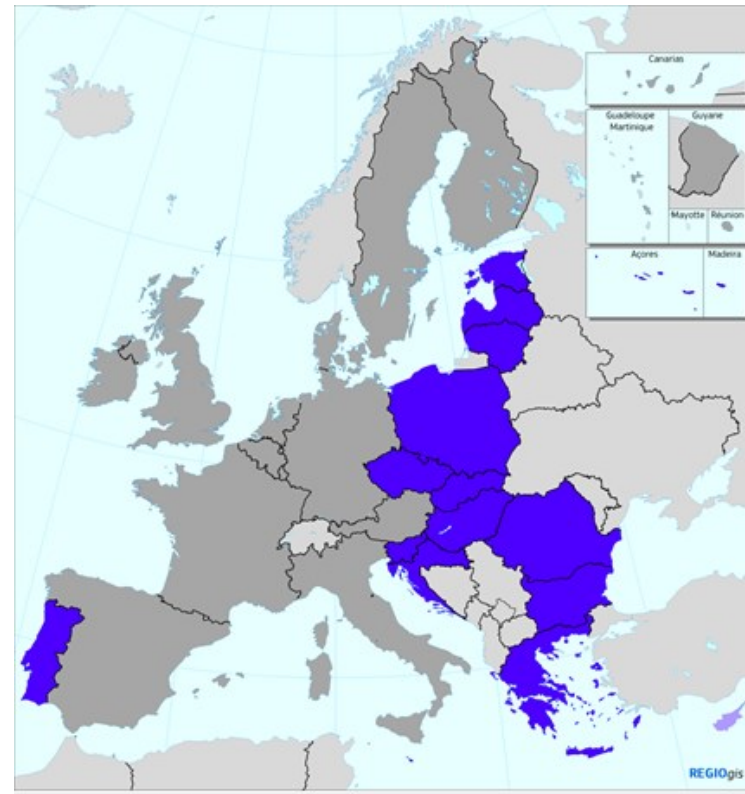 Canarias
Guadeloupe
Martinique
Guyane
Mayotte
Réunion
Açores
Madeira
REGIOgis